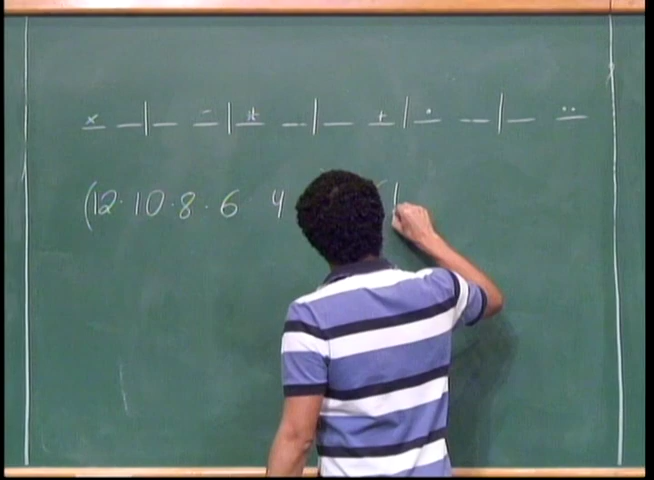 x _ | _ - | * _ | _ + | · _ | _ ··
(12·10·8·6 4